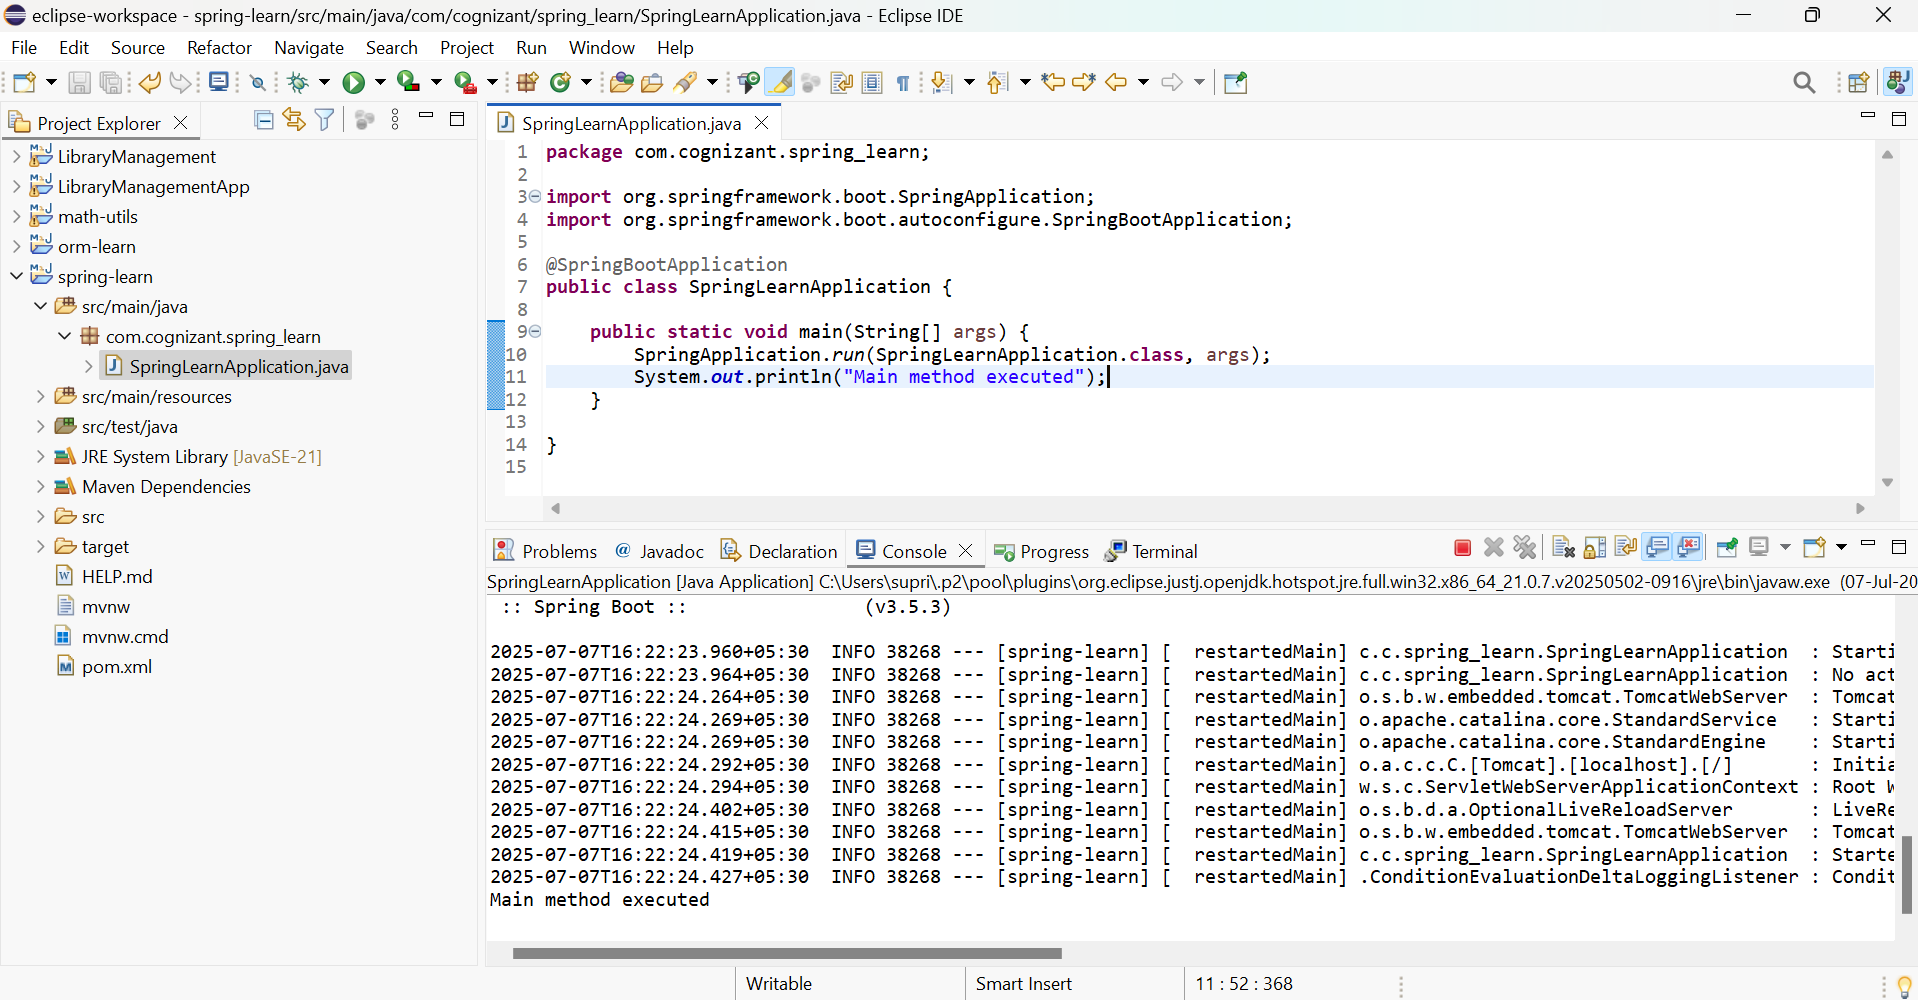 eclipse-workspace - spring-learn/src/main/java/com/cognizant/spring_learn/SpringLearnApplication.java - Eclipse IDE
File Edit Source Refactor Navigate Search Project Run Window Help
Project Explorer
LibraryManagement
LibraryManagementApp
math-utils
orm-learn
spring-learn
src/main/java
com.cognizant.spring_learn
SpringLearnApplication.java
src/main/resources
src/test/java
JRE System Library [JavaSE-21]
Maven Dependencies
src
target
HELP.md
mvnw
mvnw.cmd
pom.xml
SpringLearnApplication.java
1 package com.cognizant.spring_learn;
2
3 import org.springframework.boot.SpringApplication;
4 import org.springframework.boot.autoconfigure.SpringBootApplication;
5
6 @SpringBootApplication
7 public class SpringLearnApplication {
8
9 public static void main(String[] args) {
10 SpringApplication.run(SpringLearnApplication.class, args);
11 System.out.println("Main method executed");
12 }
13
14 }
15
Problems Javadoc Declaration Console Progress Terminal
SpringLearnApplication [Java Application] C:\Users\supri\.p2\pool\plugins\org.eclipse.justj.openjdk.hotspot.jre.full.win32.x86_64_21.0.7.v20250502-0916\jre\bin\javaw.exe (07-Jul-20
:: Spring Boot :: (v3.5.3)
2025-07-07T16:22:23.960+05:30 INFO 38268 --- [spring-learn] [ restartedMain] c.c.spring_learn.SpringLearnApplication : Starti
2025-07-07T16:22:23.964+05:30 INFO 38268 --- [spring-learn] [ restartedMain] c.c.spring_learn.SpringLearnApplication : No act
2025-07-07T16:22:24.264+05:30 INFO 38268 --- [spring-learn] [ restartedMain] o.s.b.w.embedded.tomcat.TomcatWebServer : Tomcat
2025-07-07T16:22:24.269+05:30 INFO 38268 --- [spring-learn] [ restartedMain] o.apache.catalina.core.StandardService : Starti
2025-07-07T16:22:24.269+05:30 INFO 38268 --- [spring-learn] [ restartedMain] o.apache.catalina.core.StandardEngine : Starti
2025-07-07T16:22:24.292+05:30 INFO 38268 --- [spring-learn] [ restartedMain] o.a.c.c.C.[Tomcat].[localhost].[/] : Initia
2025-07-07T16:22:24.294+05:30 INFO 38268 --- [spring-learn] [ restartedMain] w.s.c.ServletWebServerApplicationContext : Root W
2025-07-07T16:22:24.402+05:30 INFO 38268 --- [spring-learn] [ restartedMain] o.s.b.d.a.OptionalLiveReloadServer : LiveRe
2025-07-07T16:22:24.415+05:30 INFO 38268 --- [spring-learn] [ restartedMain] o.s.b.w.embedded.tomcat.TomcatWebServer : Tomcat
2025-07-07T16:22:24.419+05:30 INFO 38268 --- [spring-learn] [ restartedMain] c.c.spring_learn.SpringLearnApplication : Starte
2025-07-07T16:22:24.427+05:30 INFO 38268 --- [spring-learn] [ restartedMain] .ConditionEvaluationDeltaLoggingListener : Condit
Main method executed
Writable Smart Insert 11 : 52 : 368